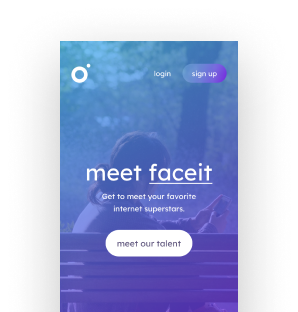 login
sign up
meet faceit
Get to meet your favorite
internet superstars.
meet our talent